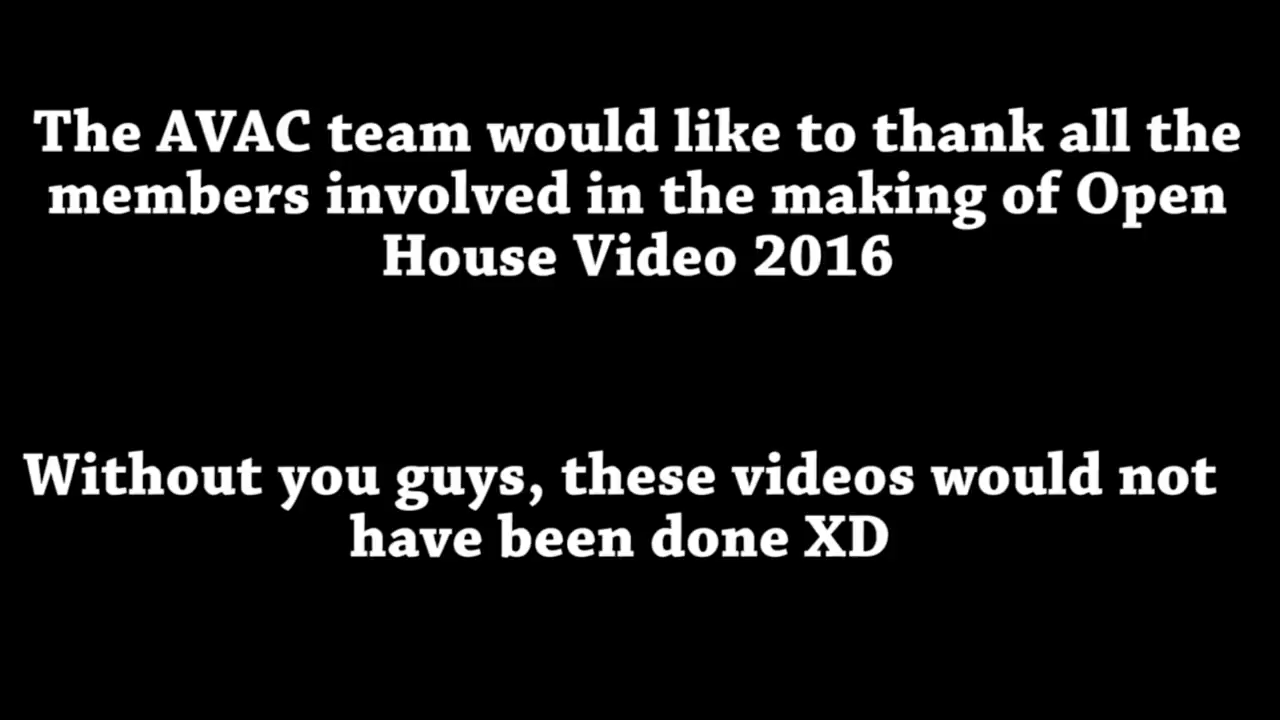 The AVAC team would like to thank all the
members involved in the making of Open
House Video 2016
Without you guys, these videos would not
have been done XD